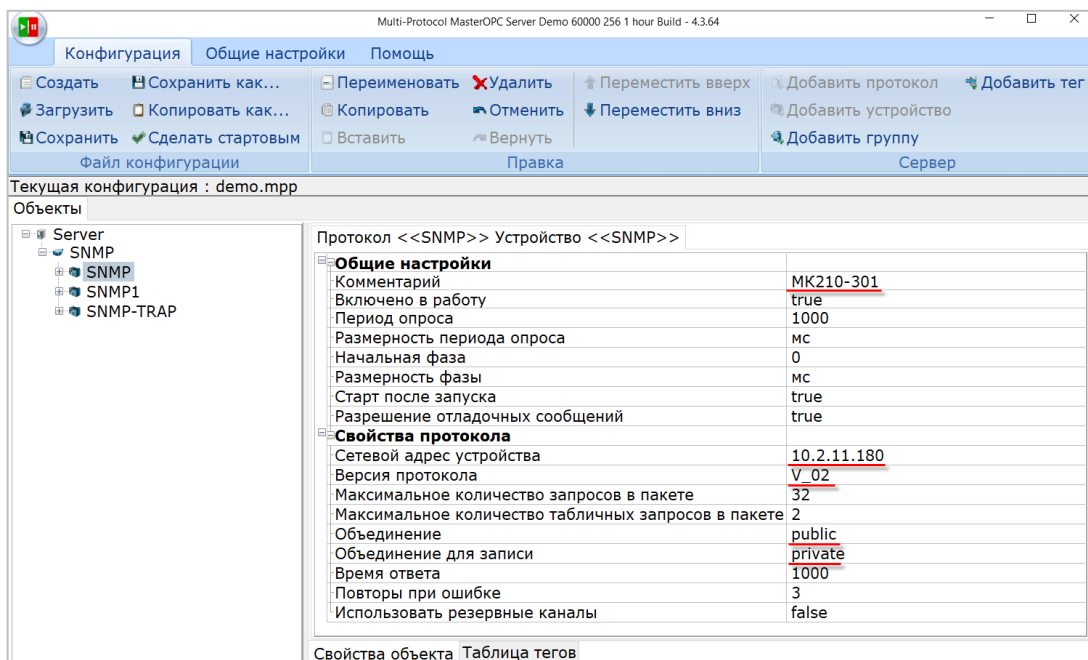 Multi-Protocol MasterOPC Server Demo 60000 256 1 hour Build - 4.3.64
Конфигурация Общие настройки Помощь
Создать Сохранить как... Переименовать Удалить Переместить вверх Добавить протокол Добавить тег
Загрузить Копировать как... Копировать Отменить Переместить вниз Добавить устройство
Сохранить Сделать стартовым Вставить Вернуть Добавить группу
Файл конфигурации Правка Сервер
Текущая конфигурация : demo.mpp
Объекты
Server
SNMP
SNMP
SNMP1
SNMP-TRAP
Протокол <<SNMP>> Устройство <<SNMP>>
Общие настройки
Комментарий MK210-301
Включено в работу true
Период опроса 1000
Размерность периода опроса мс
Начальная фаза 0
Размерность фазы мс
Старт после запуска true
Разрешение отладочных сообщений true
Свойства протокола
Сетевой адрес устройства 10.2.11.180
Версия протокола V_02
Максимальное количество запросов в пакете 32
Максимальное количество табличных запросов в пакете 2
Объединение public
Объединение для записи private
Время ответа 1000
Повторы при ошибке 3
Использовать резервные каналы false
Свойства объекта Таблица тегов